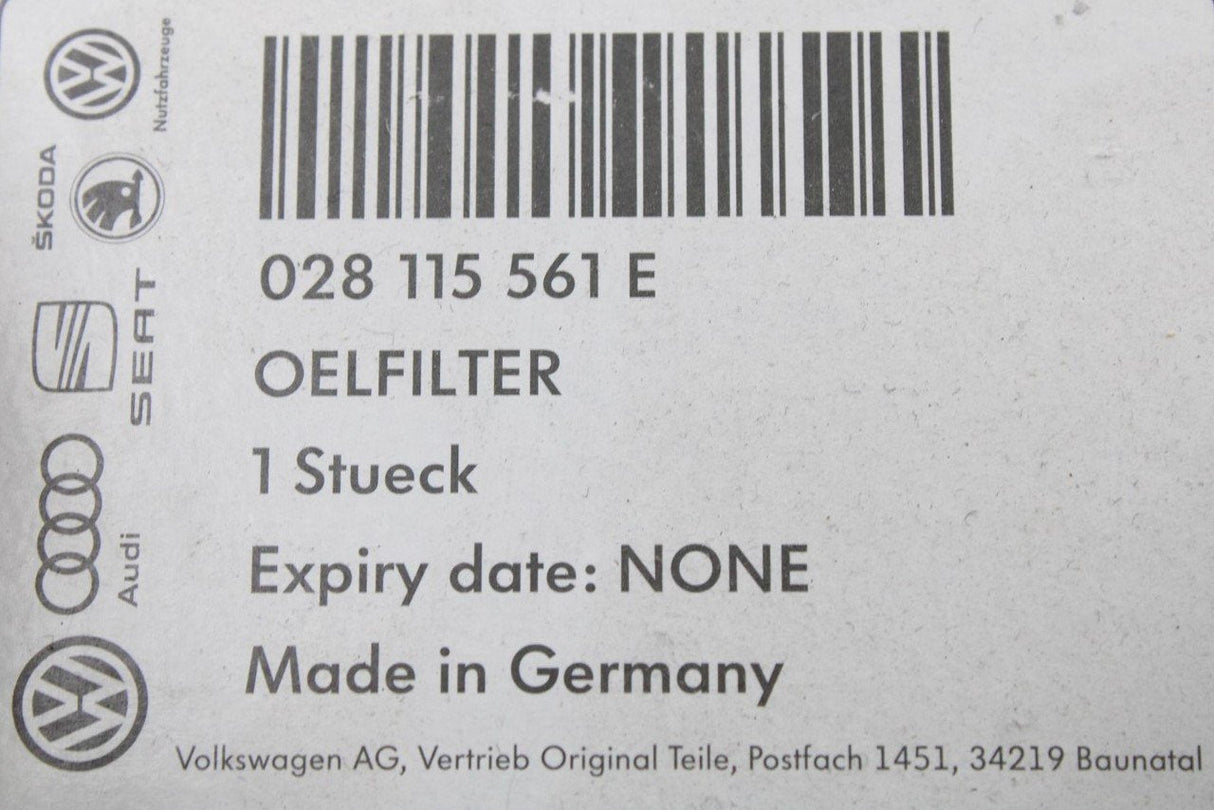 028 115 561 E
OELFILTER
1 Stueck
Expiry date: NONE
Made in Germany
Volkswagen AG, Vertrieb Original Teile, Postfach 1451, 34219 Baunatal
Nutzfahrzeuge
ŠKODA
SEAT
Audi